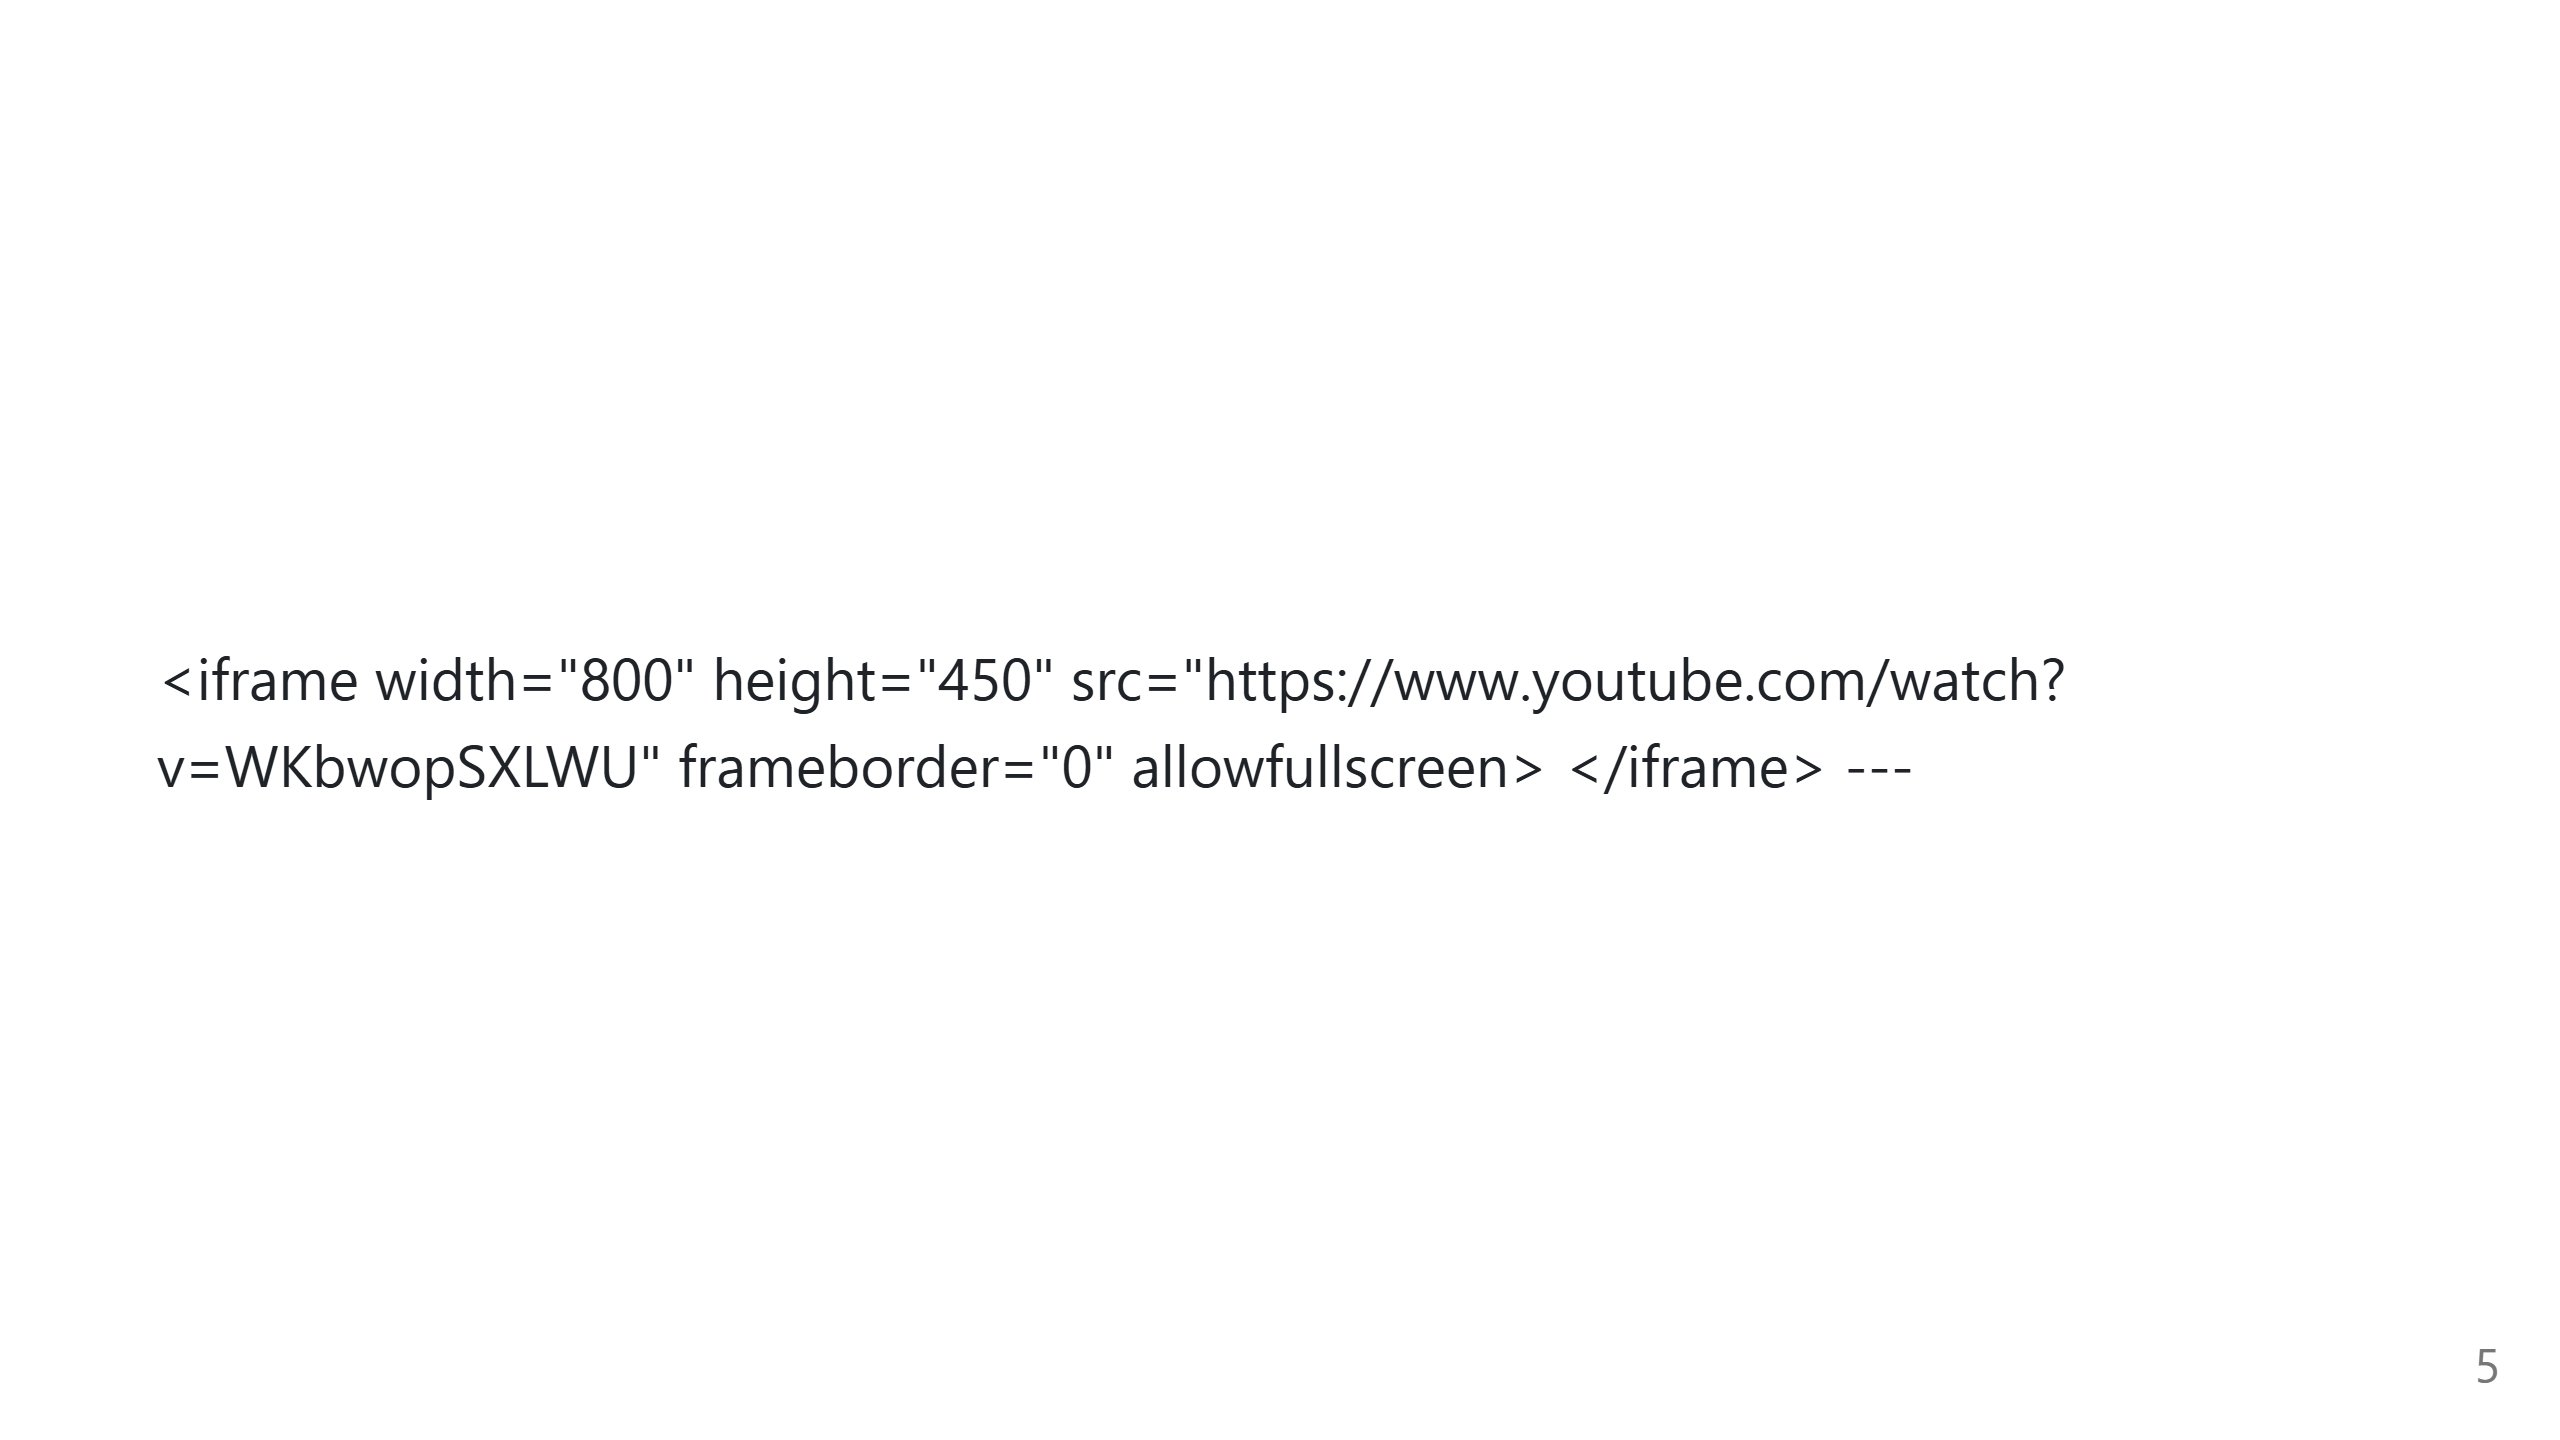 <iframe width="800" height="450" src="https://www.youtube.com/watch?
v=WKbwopSXLWU" frameborder="0" allowfullscreen> </iframe> ---
5